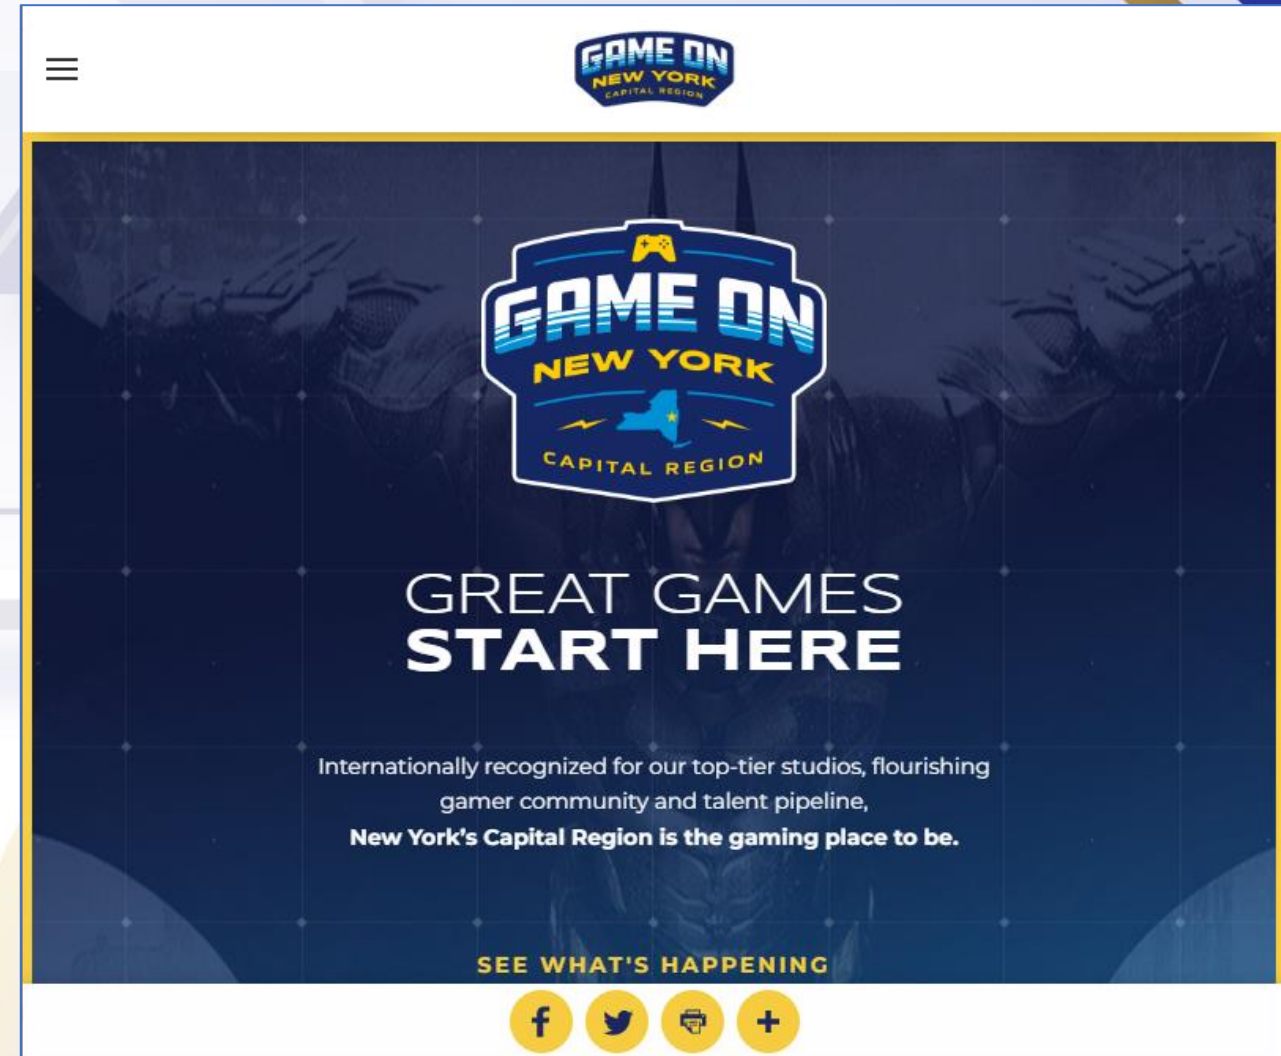 GAME ON
NEW YORK
CAPITAL REGION
GAME ON
NEW YORK
CAPITAL REGION
GREAT GAMES
START HERE
Internationally recognized for our top-tier studios, flourishing
gamer community and talent pipeline,
New York's Capital Region is the gaming place to be.
SEE WHAT'S HAPPENING